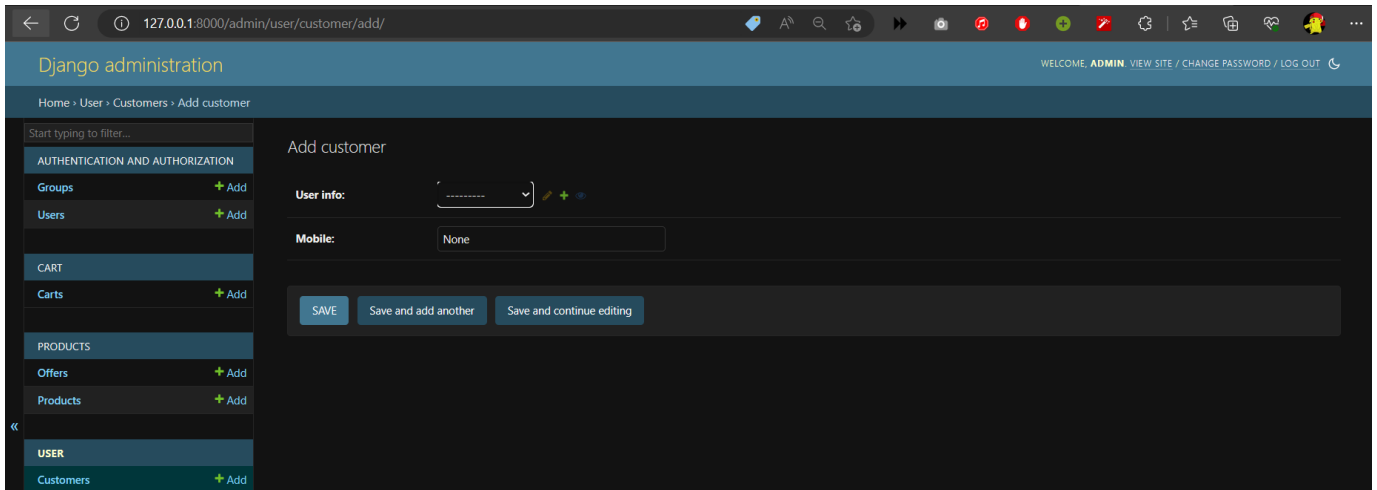 127.0.0.1:8000/admin/user/customer/add/
Django administration
WELCOME, ADMIN. VIEW SITE / CHANGE PASSWORD / LOG OUT
Home › User › Customers › Add customer
Start typing to filter...
AUTHENTICATION AND AUTHORIZATION
Groups + Add
Users + Add
CART
Carts + Add
PRODUCTS
Offers + Add
Products + Add
«
USER
Customers + Add
Add customer
User info: ---------
Mobile: None
SAVE Save and add another Save and continue editing